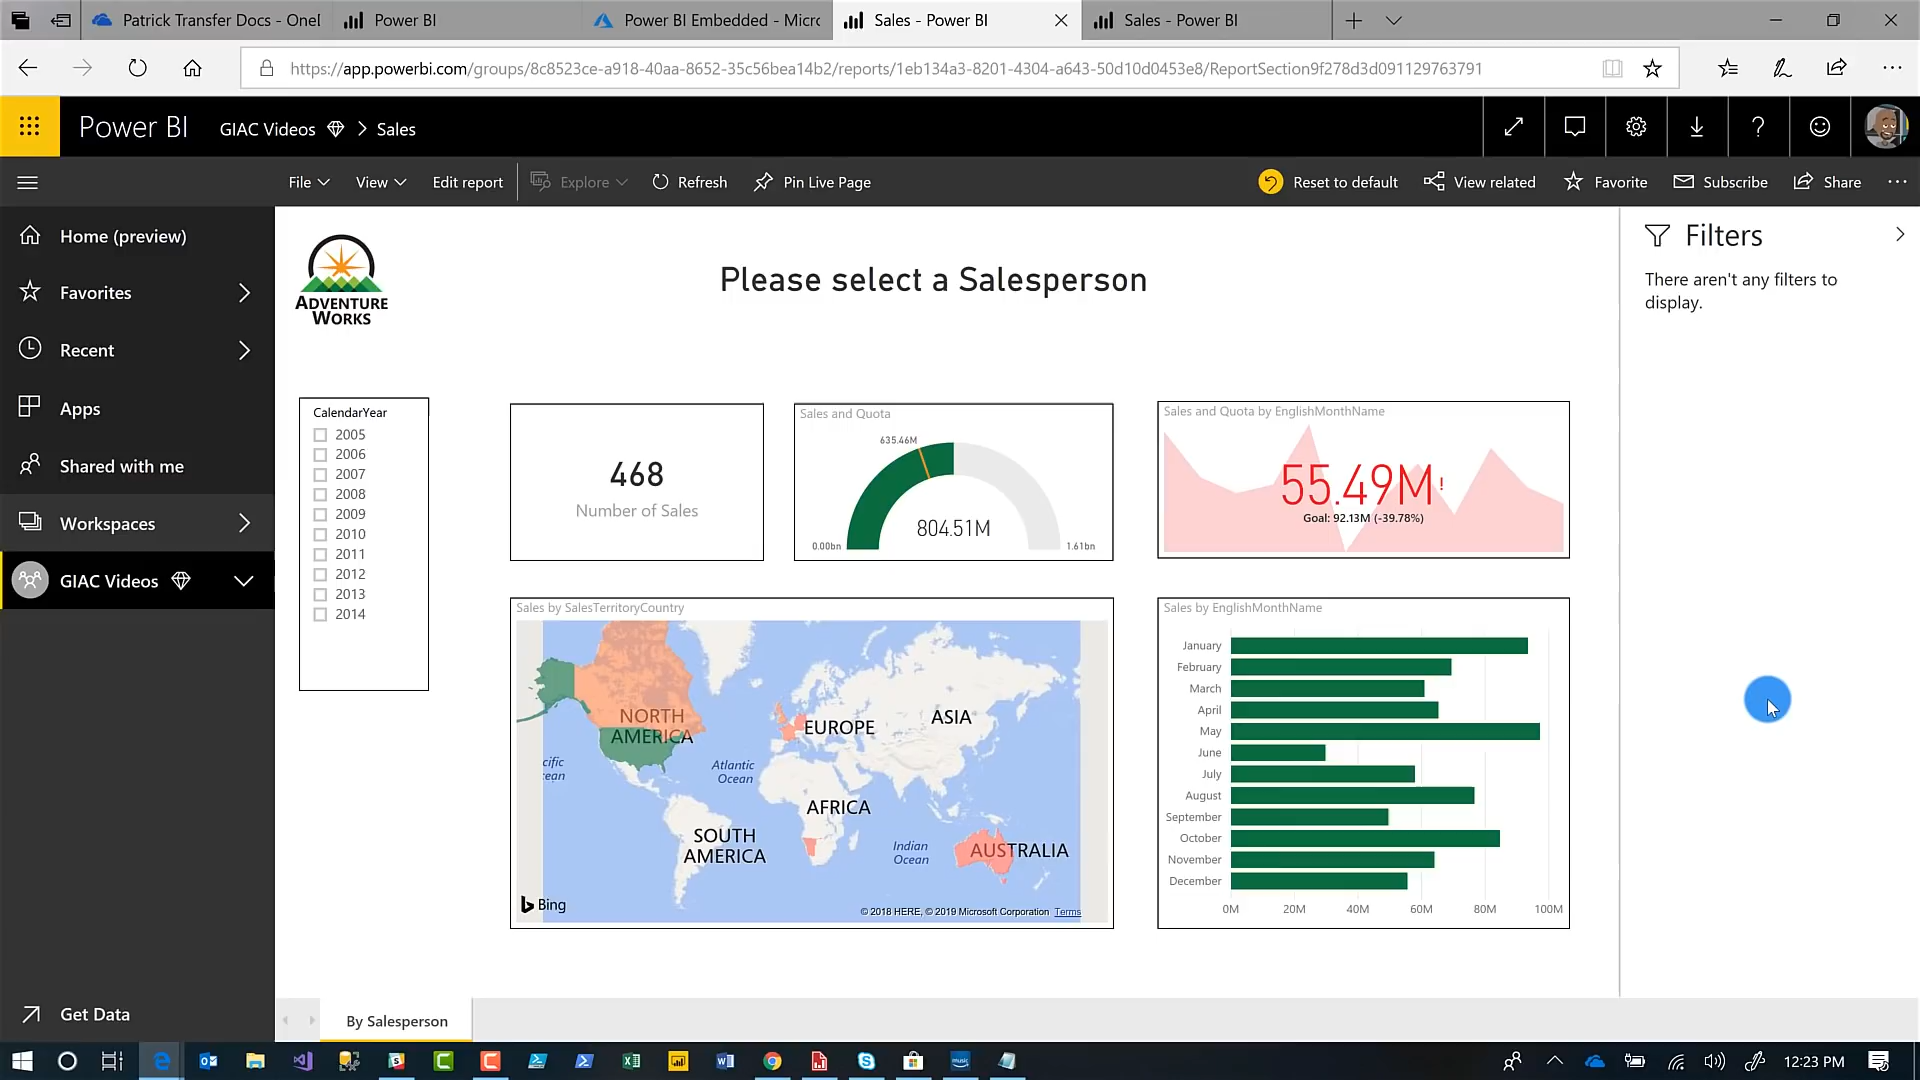 Patrick Transfer Docs - OneI
Power BI
Power BI Embedded - Micro
Sales - Power BI
Sales - Power BI
https://app.powerbi.com/groups/8c8523ce-a918-40aa-8652-35c56bea14b2/reports/1eb134a3-8201-4304-a643-50d10d0453e8/ReportSection9f278d3d091129763791
Power BI
GIAC Videos > Sales
File
View
Edit report
Explore
Refresh
Pin Live Page
Reset to default
View related
Favorite
Subscribe
Share
Home (preview)
Favorites
Recent
Apps
Shared with me
Workspaces
GIAC Videos
Get Data
ADVENTURE
WORKS
Please select a Salesperson
CalendarYear
2005
2006
2007
2008
2009
2010
2011
2012
2013
2014
468
Number of Sales
Sales and Quota
635.46M
804.51M
0.00bn
1.61bn
Sales and Quota by EnglishMonthName
55.49M!
Goal: 92.13M (-39.78%)
Sales by SalesTerritoryCountry
NORTH
AMERICA
EUROPE
ASIA
cific
ean
Atlantic
Ocean
AFRICA
SOUTH
AMERICA
Indian
Ocean
AUSTRALIA
Bing
© 2018 HERE, © 2019 Microsoft Corporation Terms
Sales by EnglishMonthName
January
February
March
April
May
June
July
August
September
October
November
December
0M 20M 40M 60M 80M 100M
Filters
There aren't any filters to
display.
By Salesperson
12:23 PM